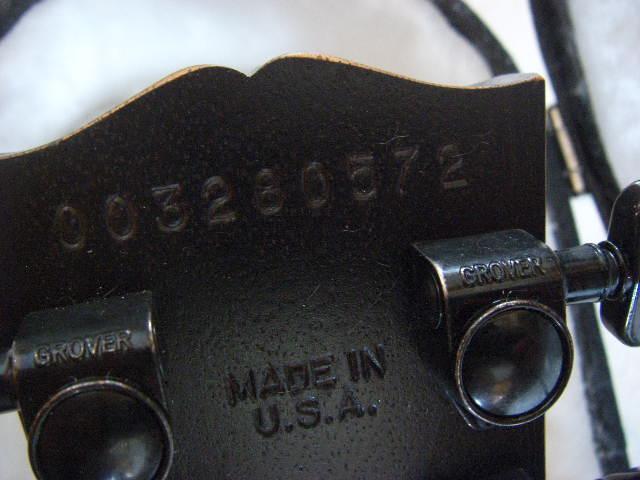 003280572
GROVER
GROVER
MADE IN
U.S.A.